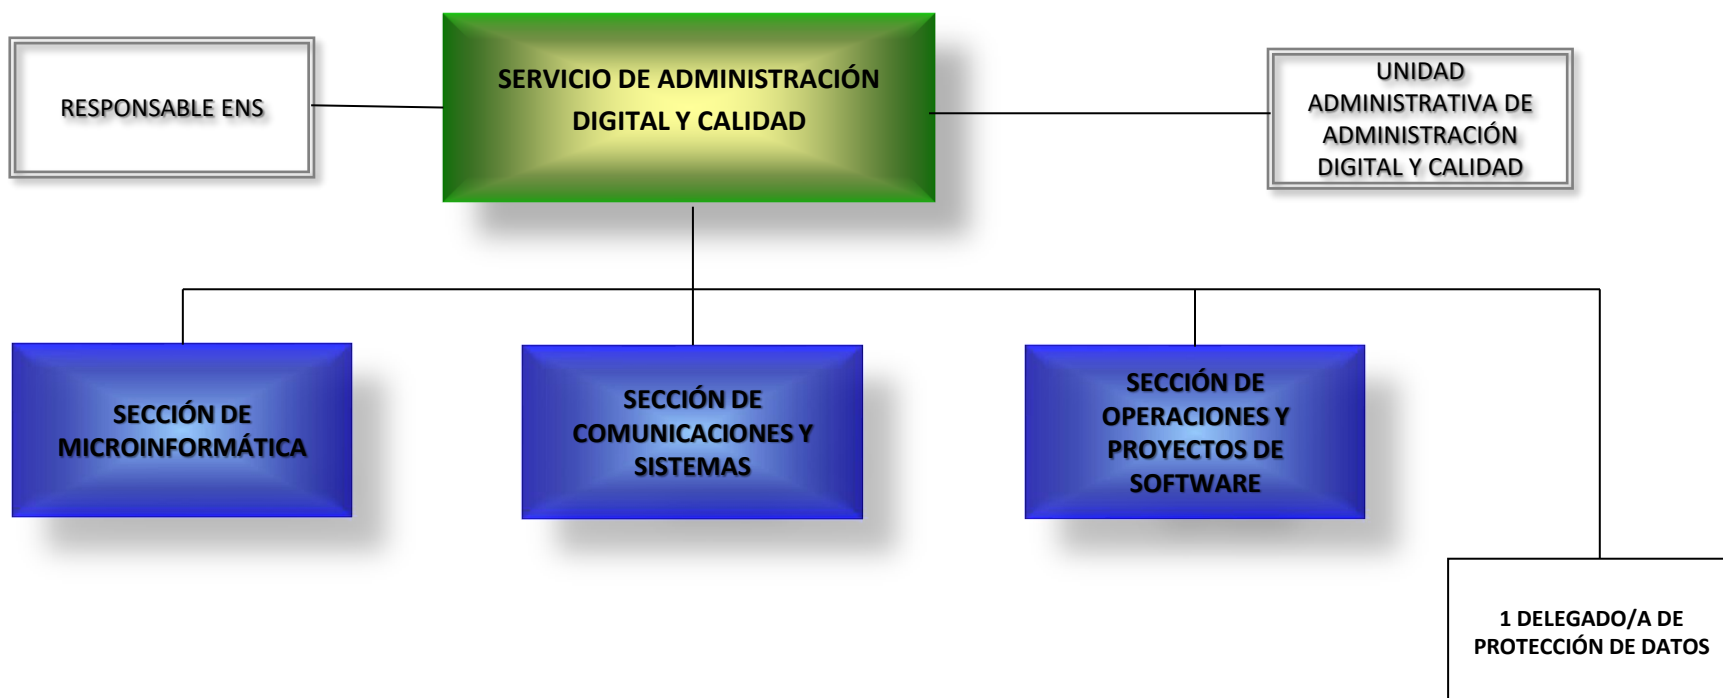 RESPONSABLE ENS
SERVICIO DE ADMINISTRACIÓN
DIGITAL Y CALIDAD
UNIDAD
ADMINISTRATIVA DE
ADMINISTRACIÓN
DIGITAL Y CALIDAD
SECCIÓN DE
MICROINFORMÁTICA
SECCIÓN DE
COMUNICACIONES Y
SISTEMAS
SECCIÓN DE
OPERACIONES Y
PROYECTOS DE
SOFTWARE
1 DELEGADO/A DE
PROTECCIÓN DE DATOS